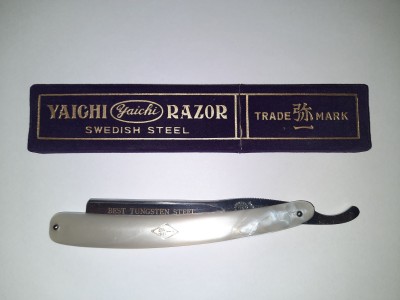 YAICHI Yaichi RAZOR
SWEDISH STEEL
TRADE 弥一 MARK
BEST TUNGSTEN STEEL